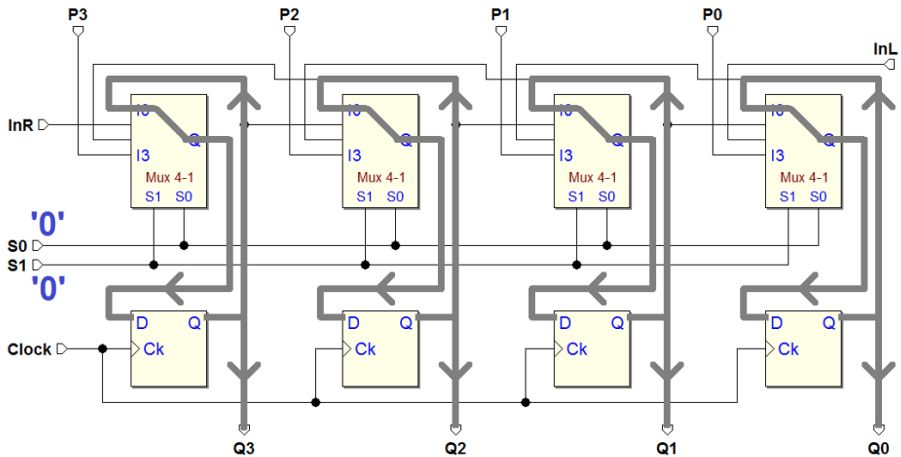 P3 P2 P1 P0
InL
I0 I0 I0 I0
InR Q Q Q Q
I3 I3 I3 I3
Mux 4-1 Mux 4-1 Mux 4-1 Mux 4-1
S1 S0 S1 S0 S1 S0 S1 S0
'0'
S0
S1
'0'
D Q D Q D Q D Q
Clock Ck Ck Ck Ck
Q3 Q2 Q1 Q0